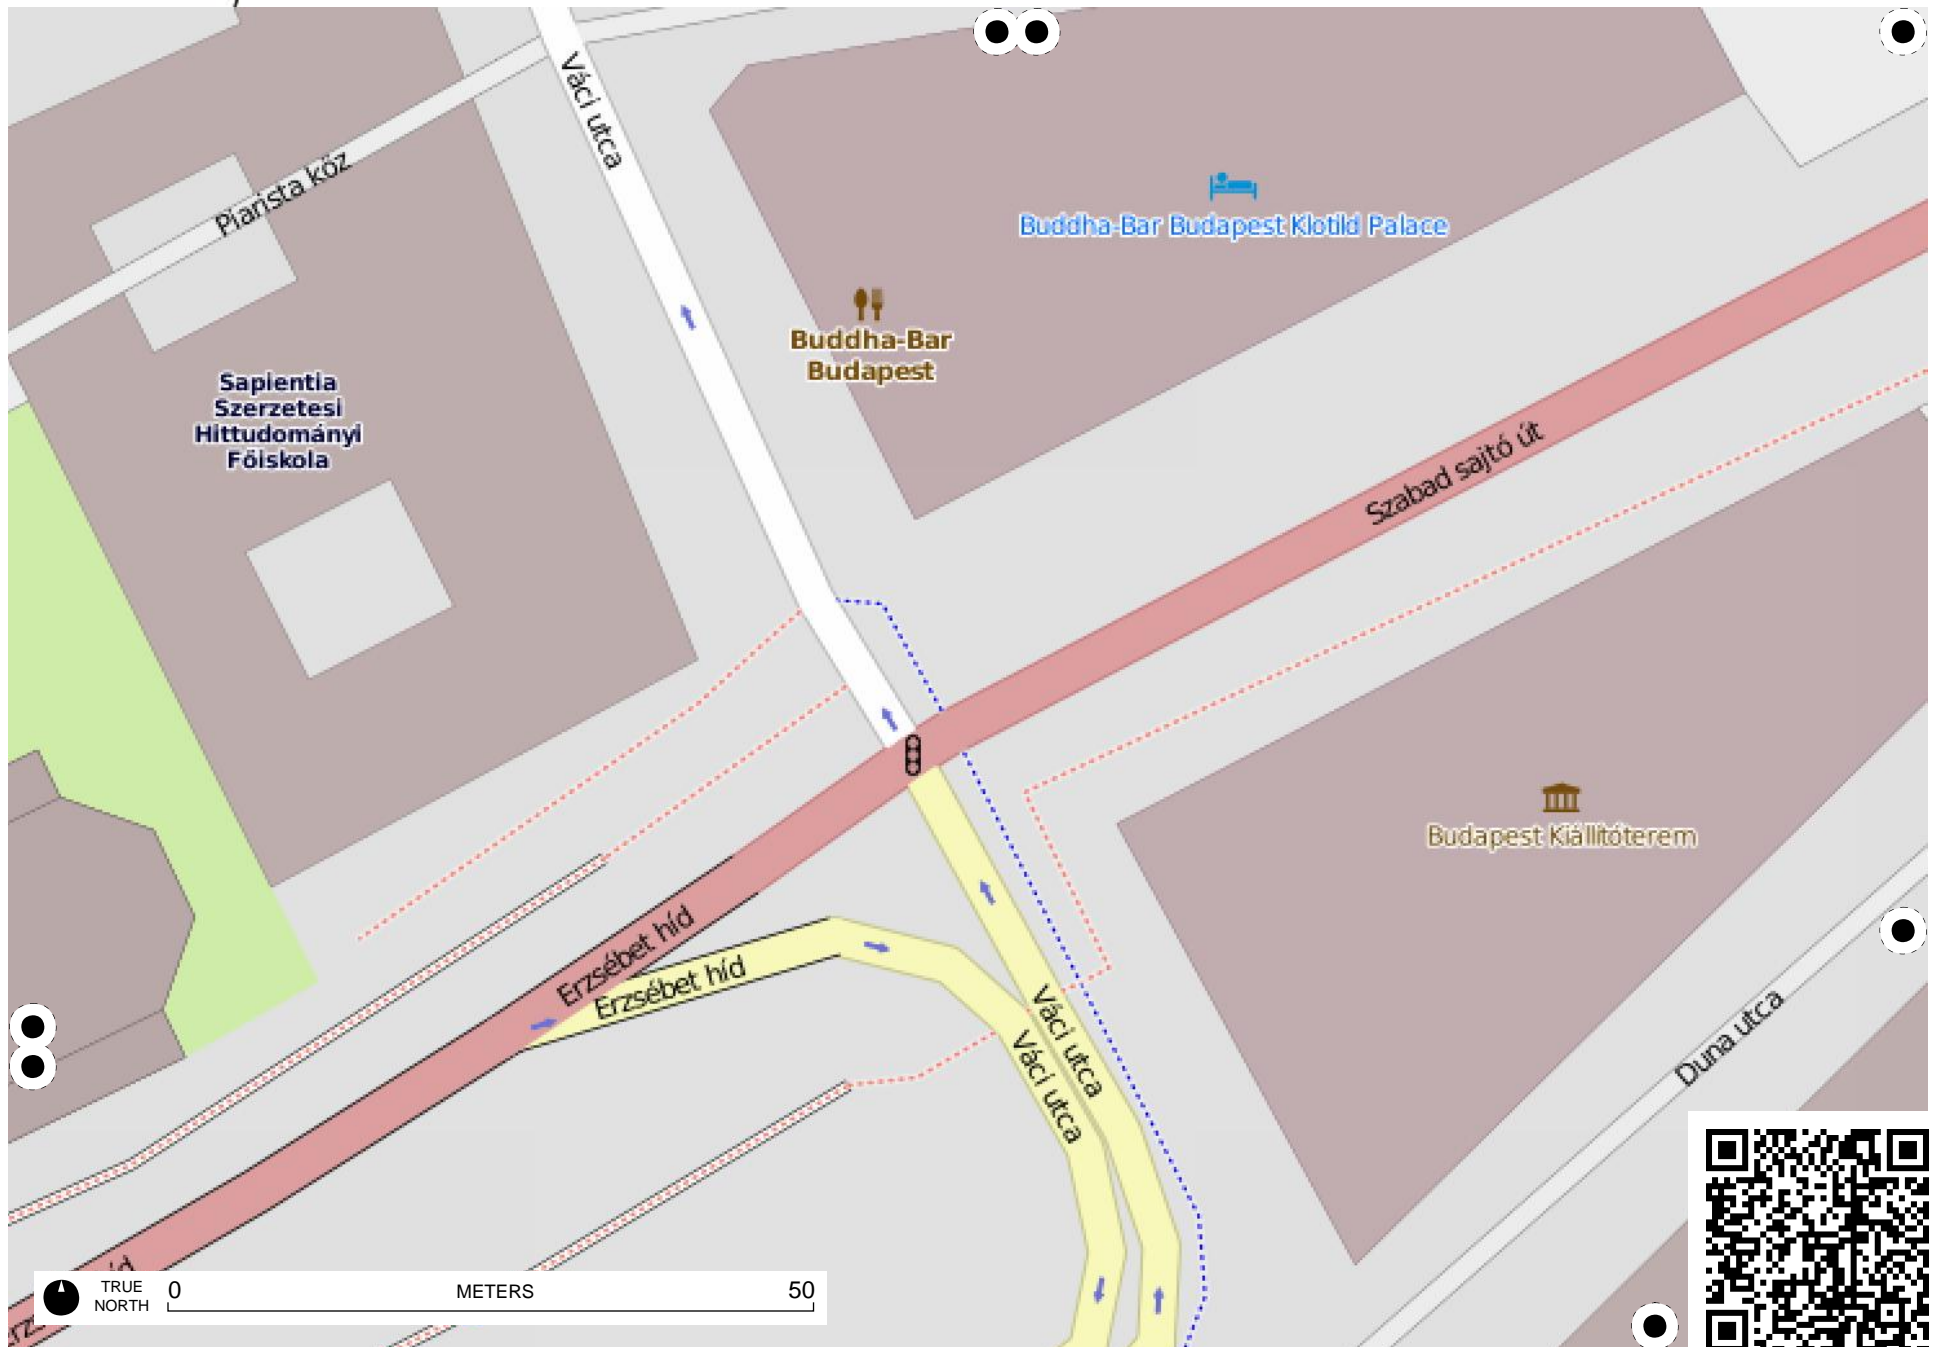 Váci utca
Piarista köz
Buddha-Bar Budapest Klotild Palace
Buddha-Bar
Budapest
Sapientia
Szerzetesi
Hittudományi
Főiskola
Szabad sajtó út
Budapest Kiállítóterem
Erzsébet híd
Erzsébet híd
Váci utca
Váci utca
Duna utca
TRUE
NORTH
0
METERS
50